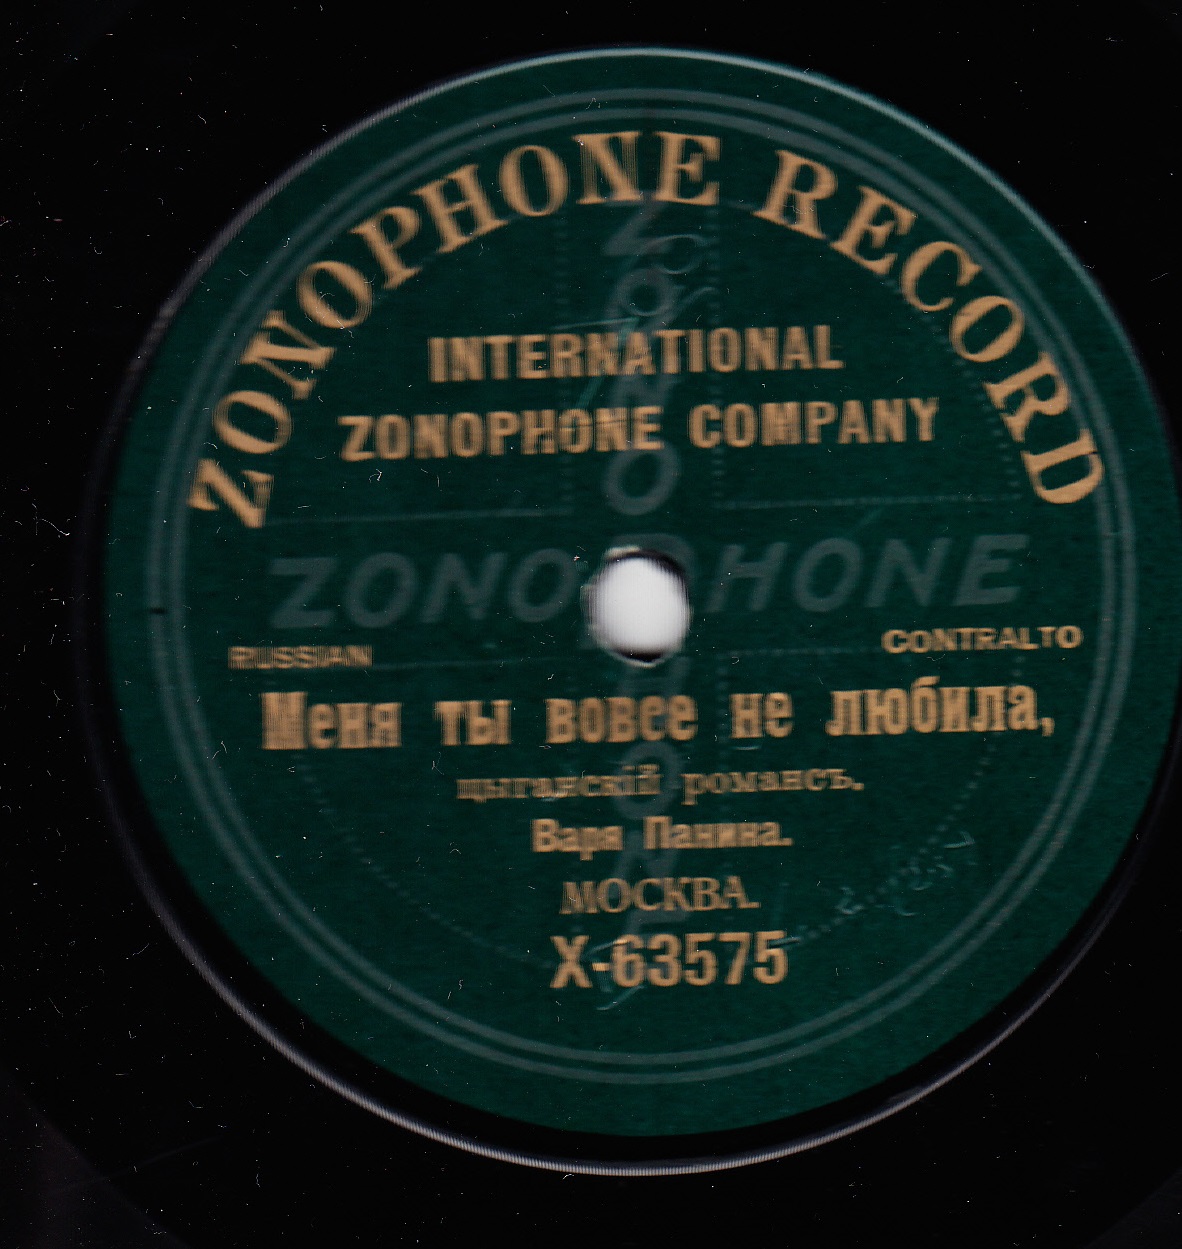 ZONOPHONE RECORD
INTERNATIONAL
ZONOPHONE COMPANY
ZONOPHONE
RUSSIAN
CONTRALTO
Меня ты вовсе не любила,
цыганскій романсъ.
Варя Панина.
МОСКВА.
X-63575